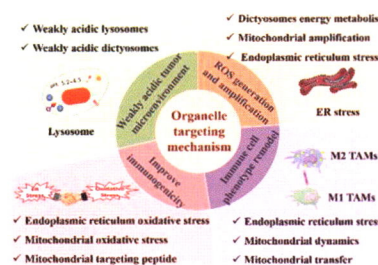 ✓ Weakly acidic lysosomes
✓ Weakly acidic dictyosomes
✓ Dictyosomes energy metabolis
✓ Mitochondrial amplification
✓ Endoplasmic reticulum stress
Lysosome
Weakly acidic tumor
microenvironment
ROS generation
and amplification
Organelle
targeting
mechanism
Improve
immunogenicity
Immune cell
phenotype remodel
ER stress
M2 TAMs
M1 TAMs
✓ Endoplasmic reticulum oxidative stress
✓ Mitochondrial oxidative stress
✓ Mitochondrial targeting peptide
✓ Endoplasmic reticulum stres
✓ Mitochondrial dynamics
✓ Mitochondrial transfer